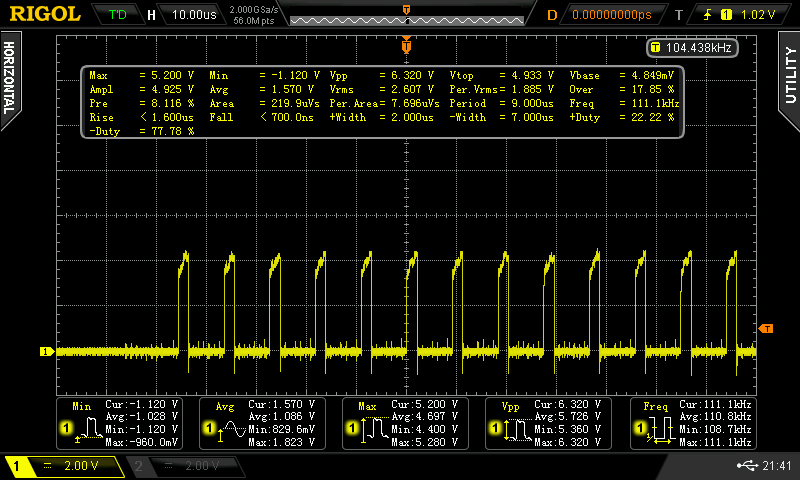 RIGOL T'D H 10.00us 2.000GSa/s 56.0M pts D 0.00000000ps T 1 1.02 V
HORIZONTAL
UTILITY
T 104.438kHz
Max = 5.200 V Min = -1.120 V Vpp = 6.320 V Vtop = 4.933 V Vbase = 4.849mV
Ampl = 4.925 V Avg = 1.570 V Vrms = 2.607 V Per.Vrms= 1.885 V Over = 17.85 %
Pre = 8.116 % Area = 219.9uVs Per.Area= 7.696uVs Period = 9.000us Freq = 111.1kHz
Rise < 1.600us Fall < 700.0ns +Width = 2.000us -Width = 7.000us +Duty = 22.22 %
-Duty = 77.78 %
T
T
1
Min Cur:-1.120 V Avg Cur: 1.570 V Max Cur: 5.200 V Vpp Cur: 6.320 V Freq Cur: 111.1kHz
Avg:-1.028 V Avg: 1.086 V Avg: 4.697 V Avg: 5.726 V Avg: 110.8kHz
1 Min:-1.120 V 1 Min: 829.6mV 1 Min: 4.400 V 1 Min: 5.360 V 1 Min: 108.7kHz
Max:-960.0mV Max: 1.823 V Max: 5.280 V Max: 6.320 V Max: 111.1kHz
1 2.00 V 2 2.00 V 21:41